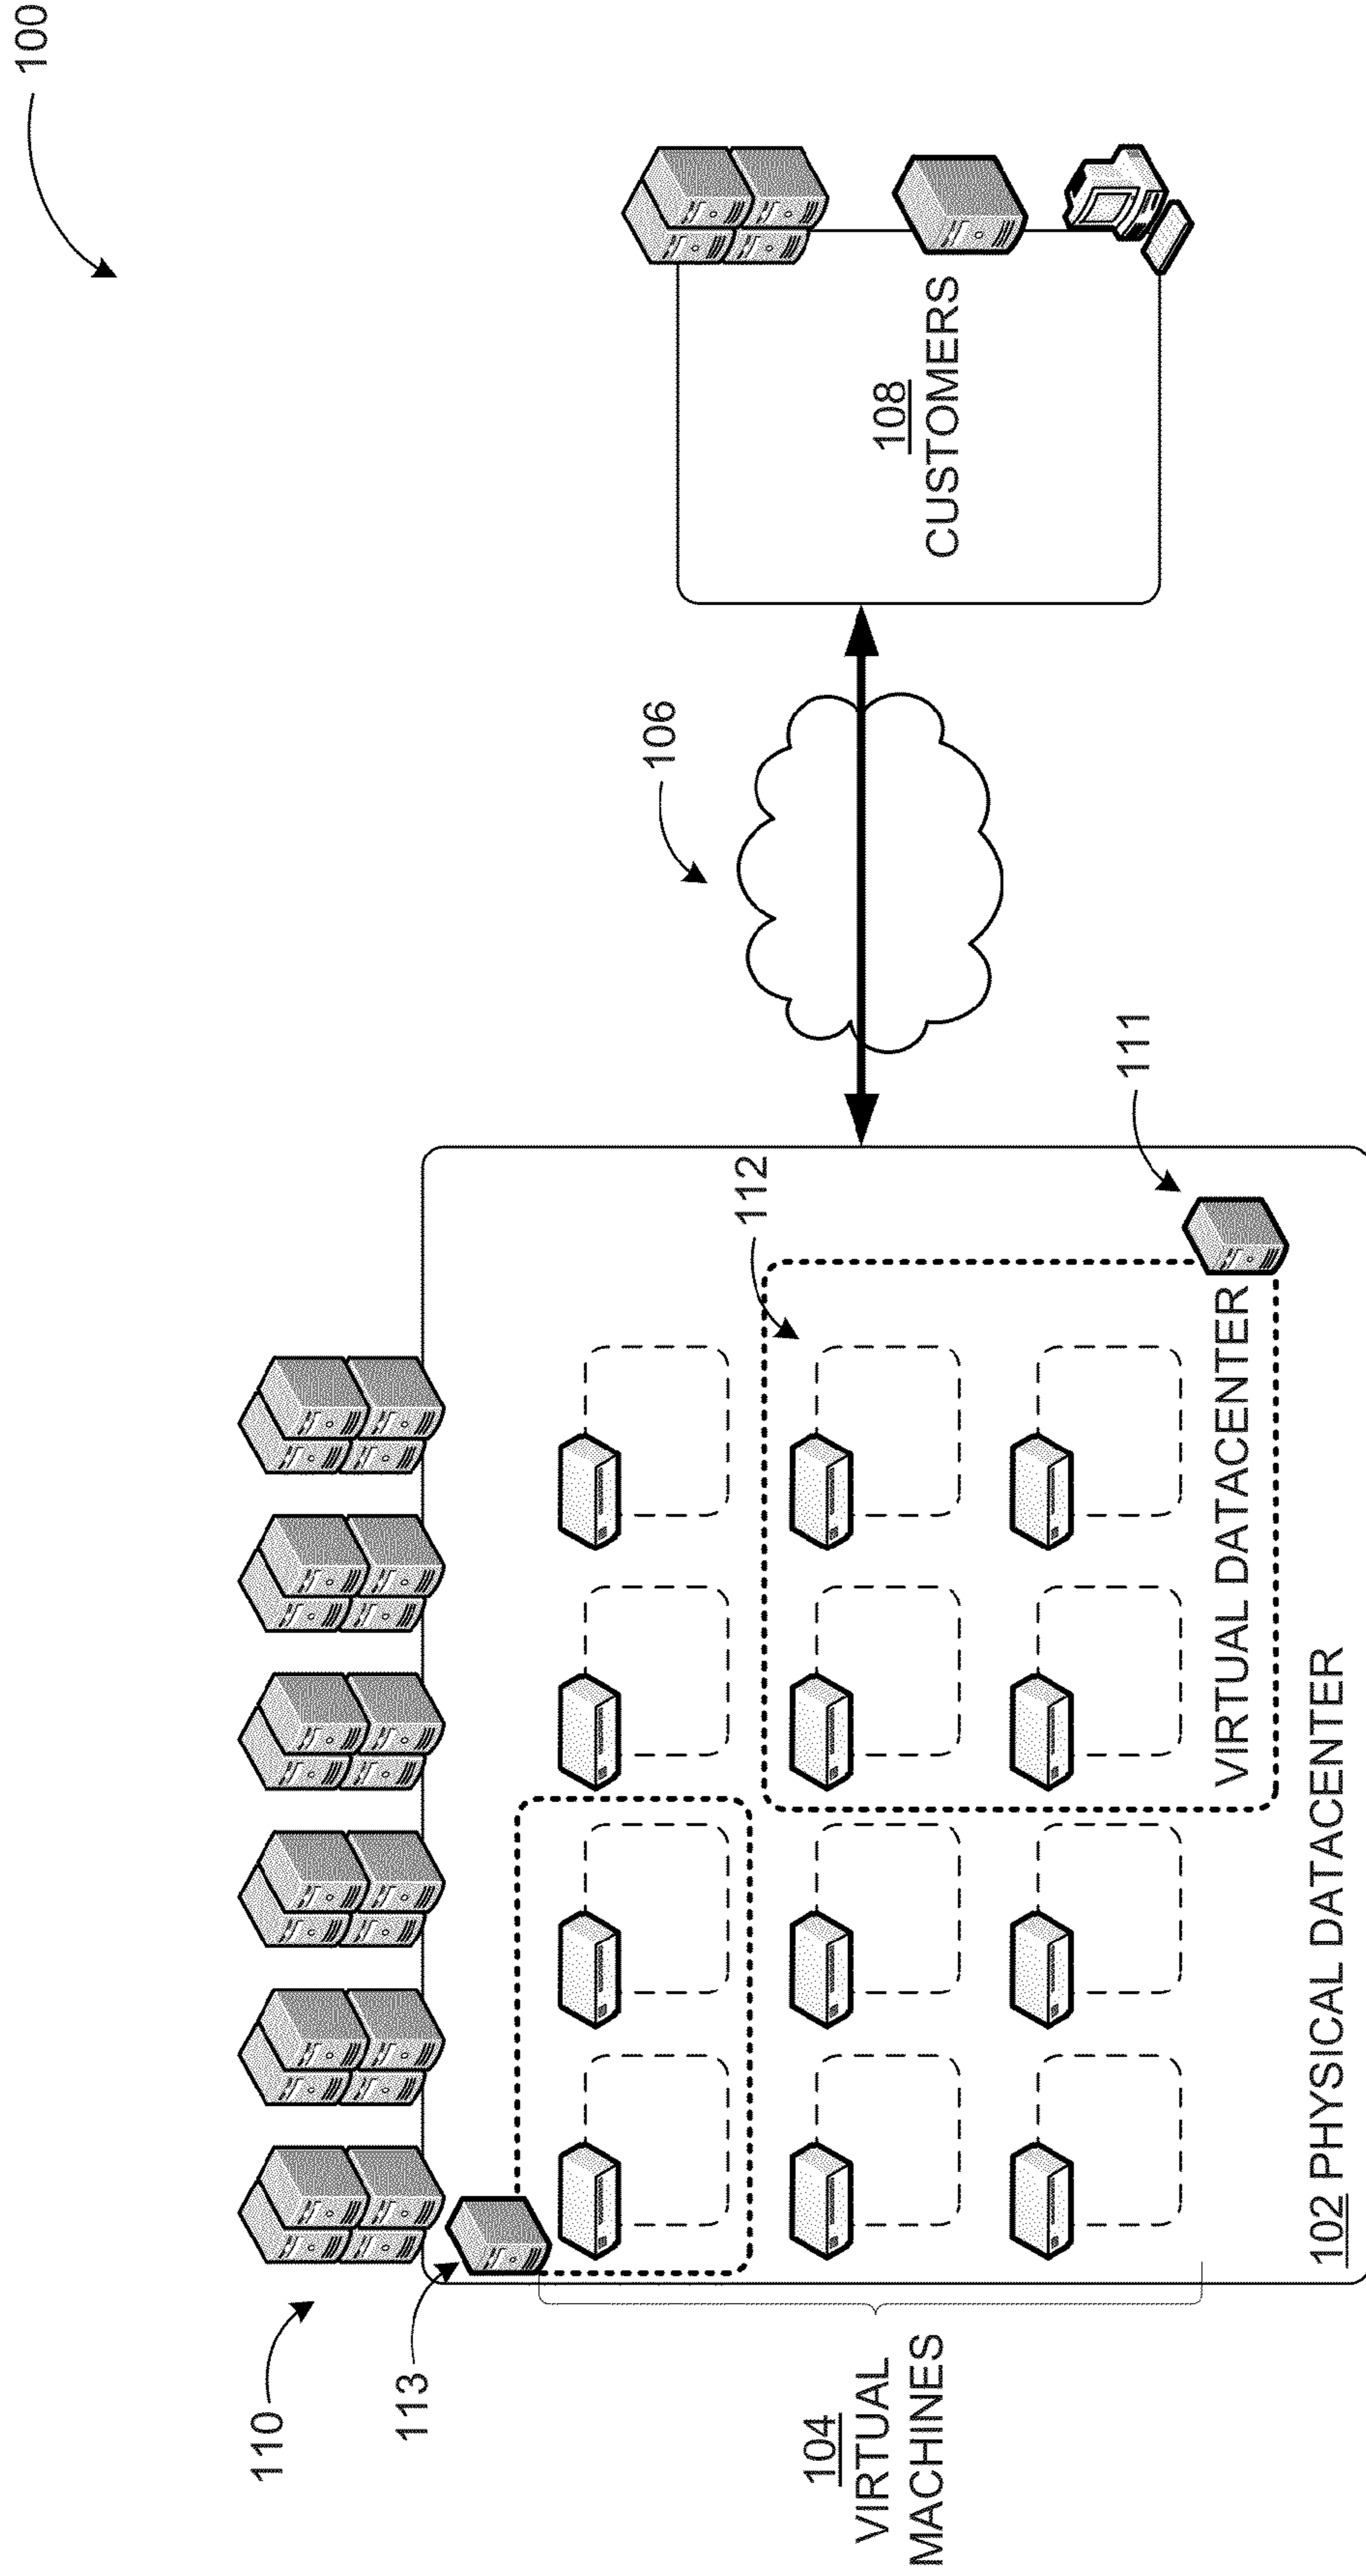 100
110
113
104
VIRTUAL
MACHINES
112
111
VIRTUAL DATACENTER
102 PHYSICAL DATACENTER
106
108
CUSTOMERS